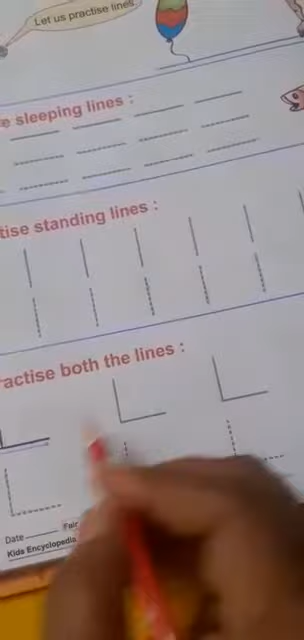 Let us practise lines
e sleeping lines :
tise standing lines :
ractise both the lines :
Date
Fair
Kids Encyclopedia